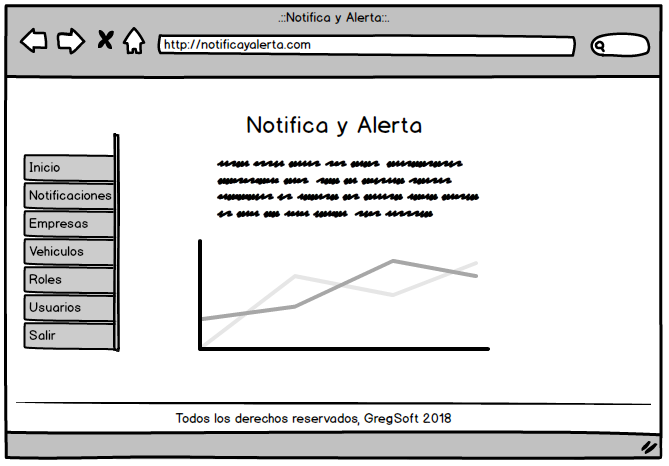 .::Notifica y Alerta::.
http://notificayalerta.com
Notifica y Alerta
Inicio
Notificaciones
Empresas
Vehiculos
Roles
Usuarios
Salir
Todos los derechos reservados, GregSoft 2018